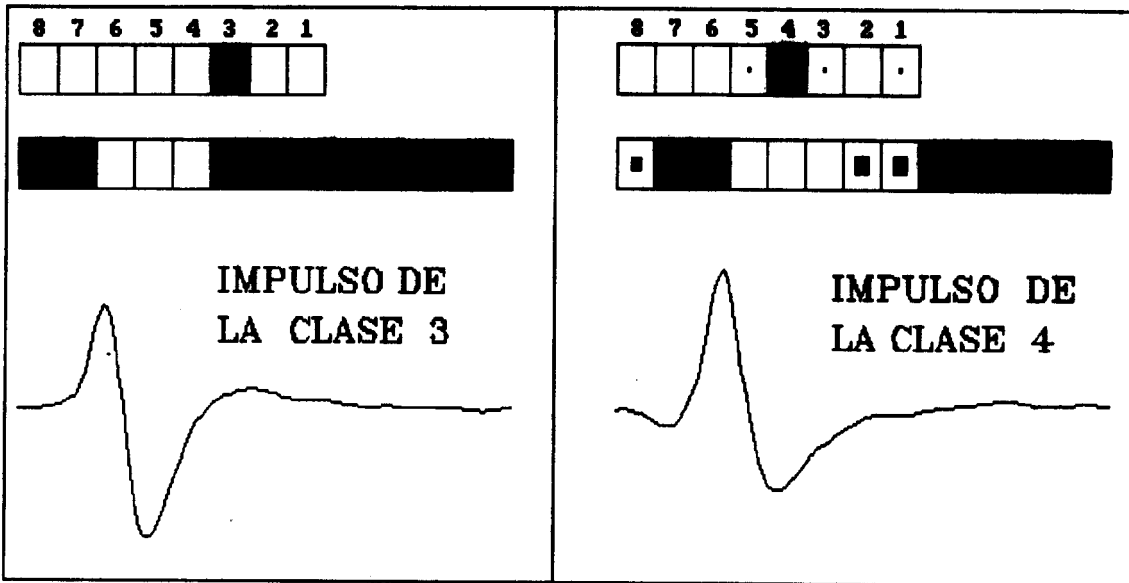 8 7 6 5 4 3 2 1
IMPULSO DE
LA CLASE 3
8 7 6 5 4 3 2 1
IMPULSO DE
LA CLASE 4